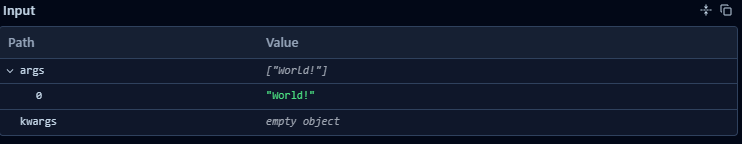 Input
Path Value
args ["World!"]
0 "World!"
kwargs empty object